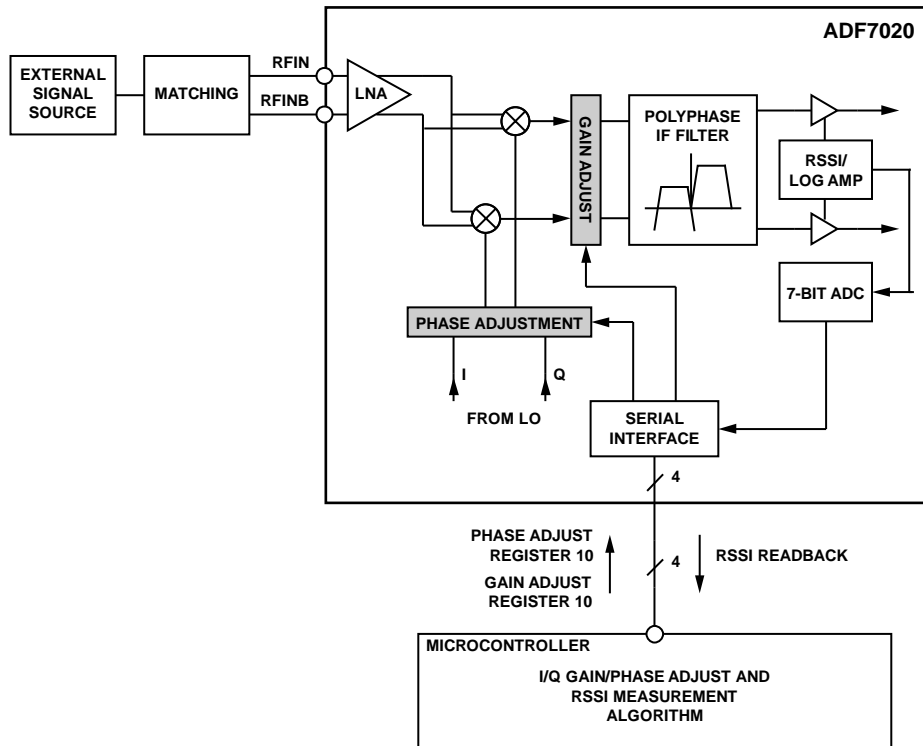 ADF7020
EXTERNAL
SIGNAL
SOURCE
MATCHING
RFIN
RFINB
LNA
GAIN ADJUST
POLYPHASE
IF FILTER
RSSI/
LOG AMP
7-BIT ADC
PHASE ADJUSTMENT
I
Q
FROM LO
SERIAL
INTERFACE
4
PHASE ADJUST
REGISTER 10
GAIN ADJUST
REGISTER 10
4
RSSI READBACK
MICROCONTROLLER
I/Q GAIN/PHASE ADJUST AND
RSSI MEASUREMENT
ALGORITHM